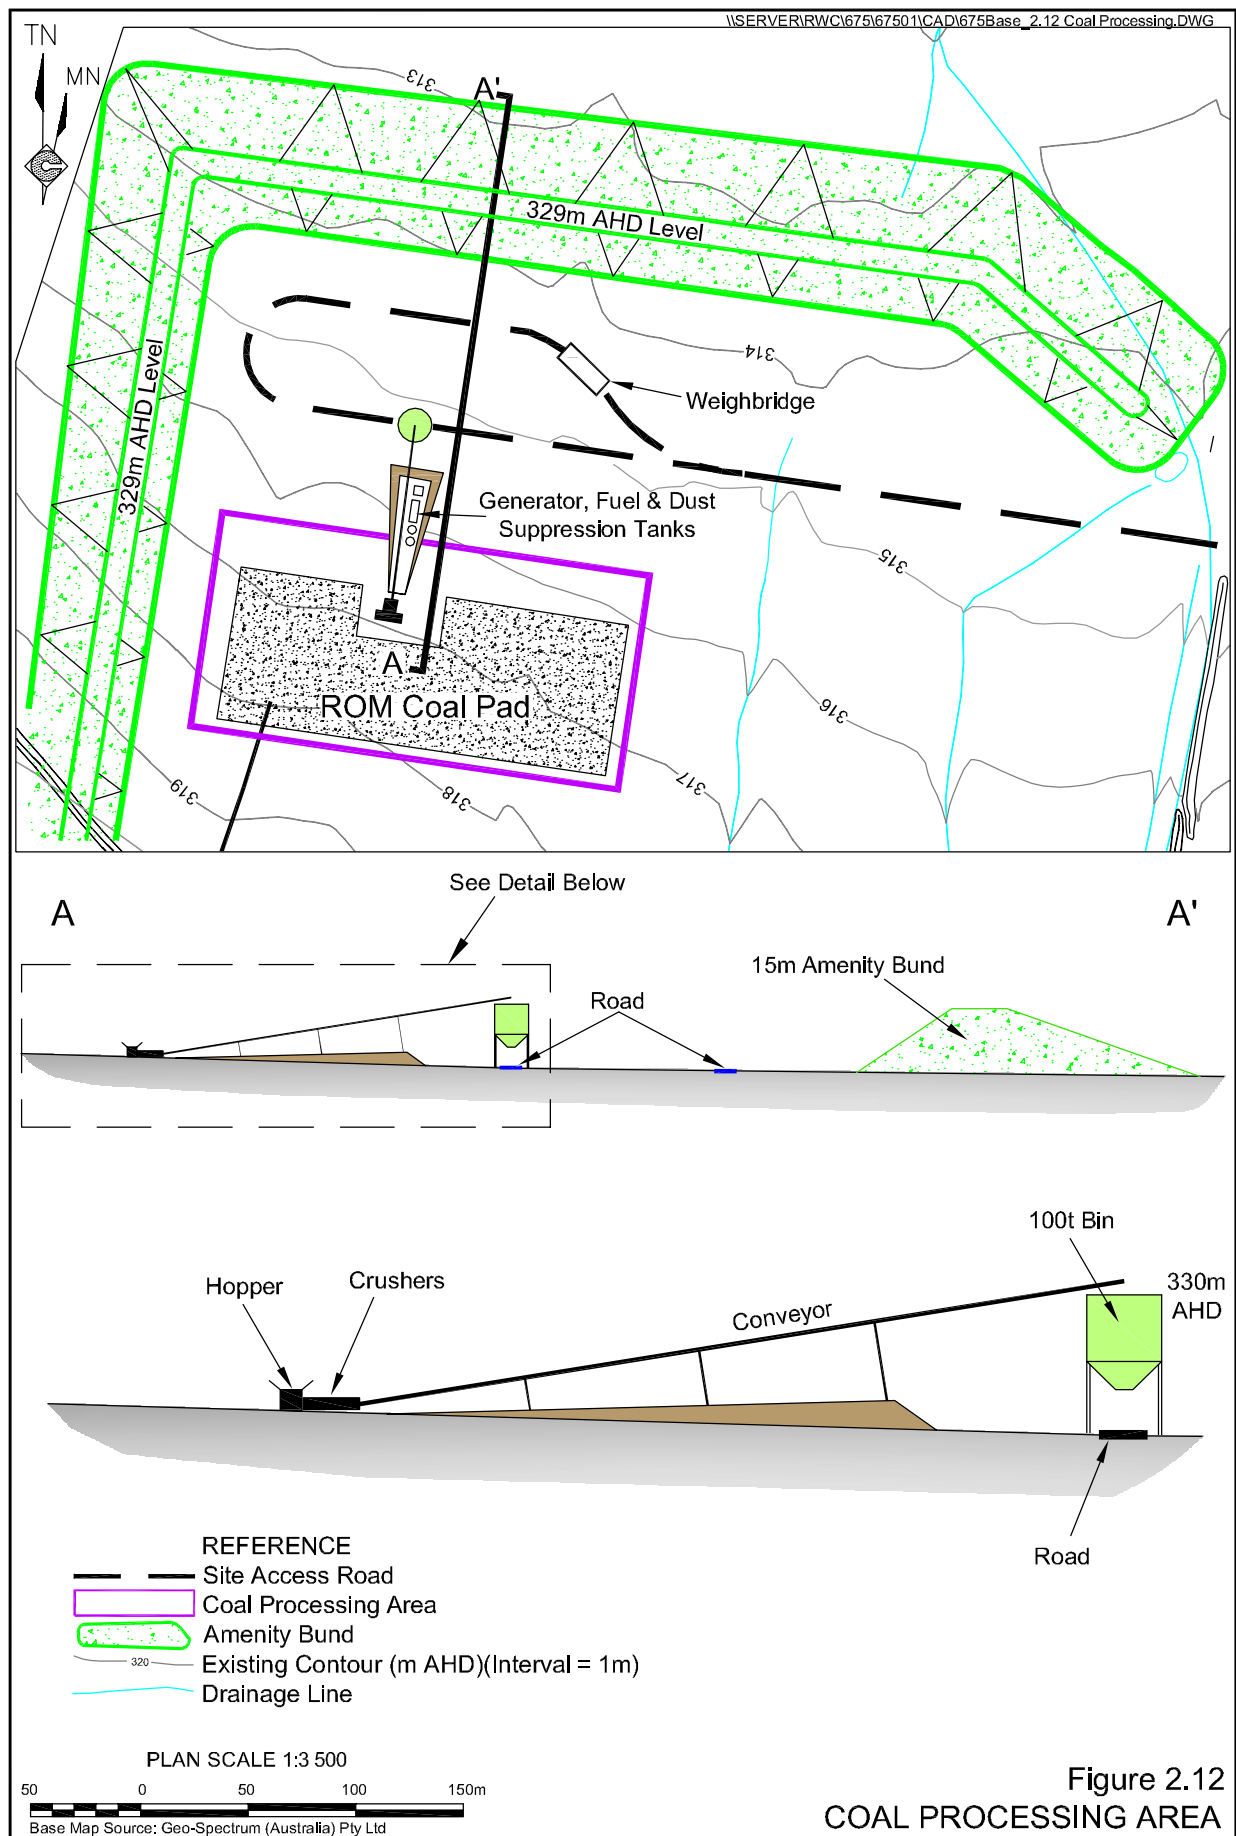 \\SERVER\RWC\675\67501\CAD\675Base_2.12 Coal Processing.DWG
TN
MN
313
A'
329m AHD Level
314
Weighbridge
329m AHD Level
Generator, Fuel & Dust
Suppression Tanks
315
A
ROM Coal Pad
316
317
318
319
See Detail Below
A
A'
15m Amenity Bund
Road
100t Bin
Hopper
Crushers
330m
AHD
Conveyor
Road
REFERENCE
Site Access Road
Coal Processing Area
Amenity Bund
320
Existing Contour (m AHD)(Interval = 1m)
Drainage Line
PLAN SCALE 1:3 500
50 0 50 100 150m
Base Map Source: Geo-Spectrum (Australia) Pty Ltd
Figure 2.12
COAL PROCESSING AREA